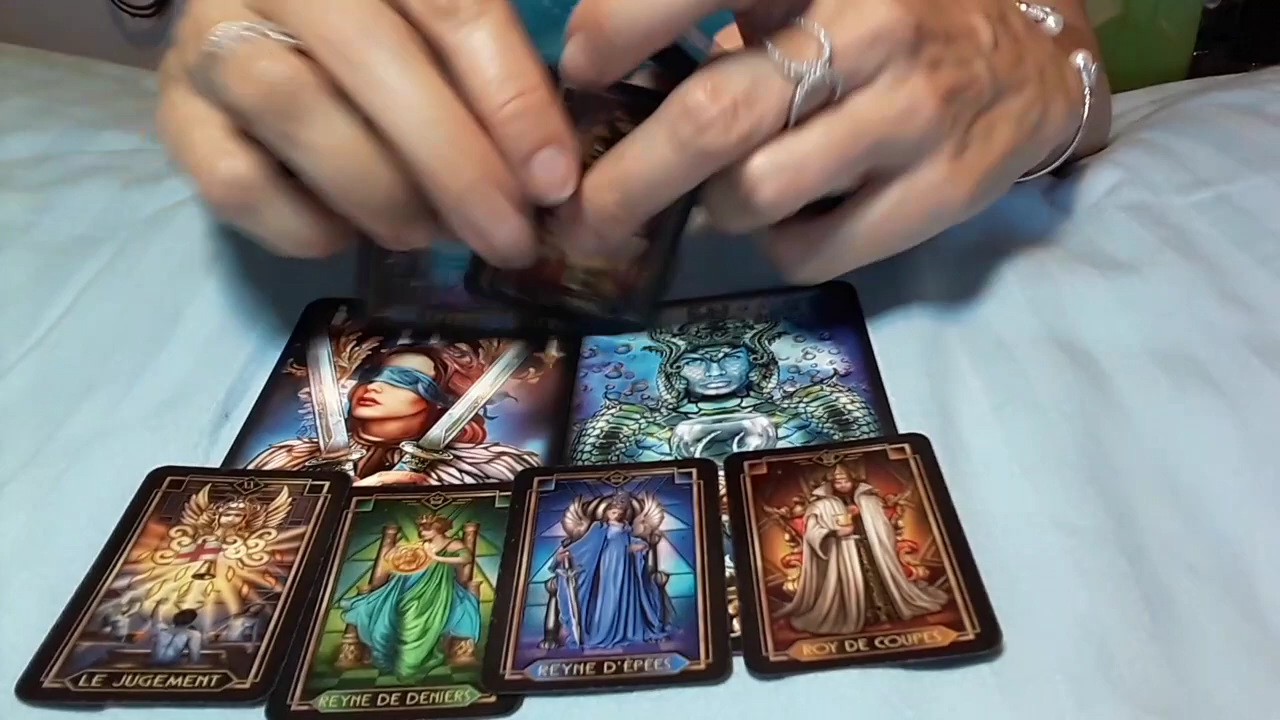 LE JUGEMENT
REYNE DE DENIERS
REYNE D'ÉPÉES
ROY DE COUPES